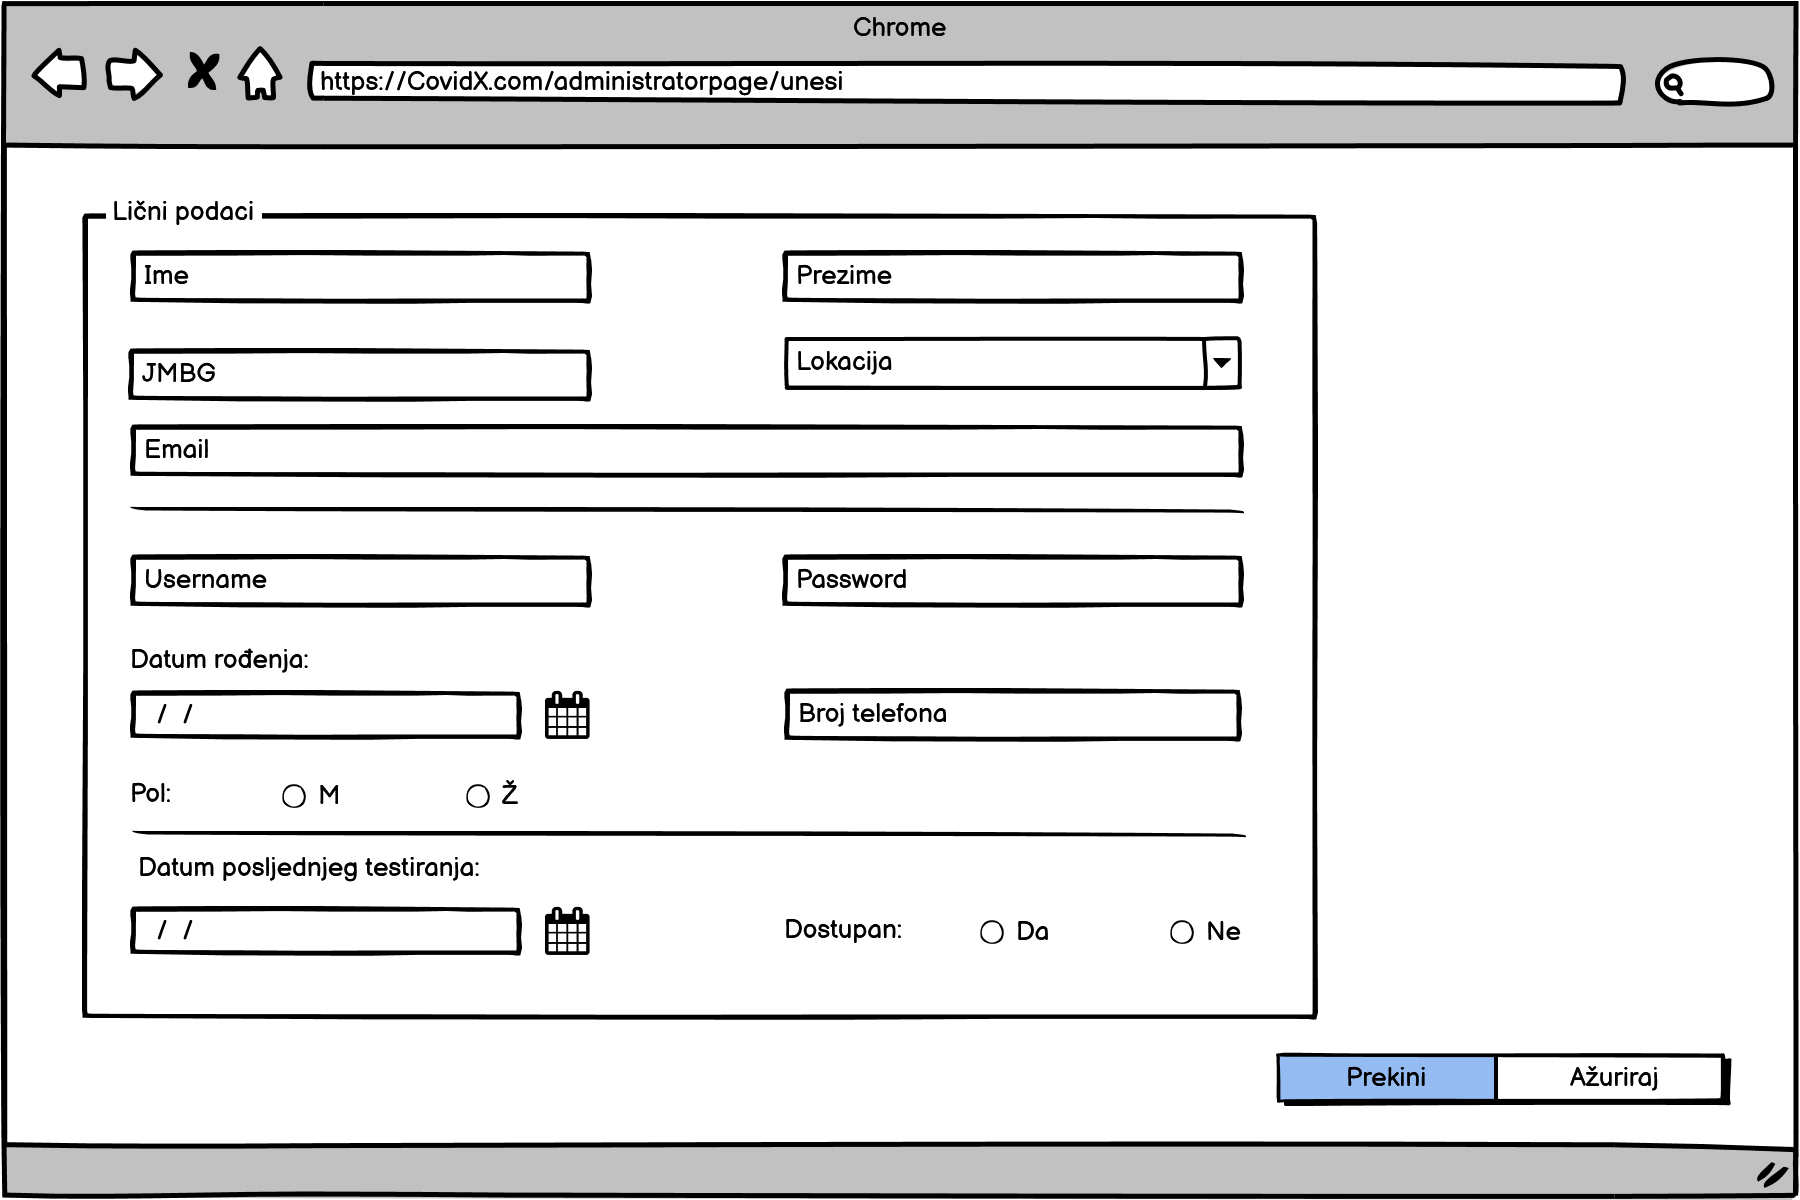 Chrome
https://CovidX.com/administratorpage/unesi
Lični podaci
Ime
Prezime
JMBG
Lokacija
Email
Username
Password
Datum rođenja:
/ /
Broj telefona
Pol:
M
Ž
Datum posljednjeg testiranja:
/ /
Dostupan:
Da
Ne
Prekini
Ažuriraj